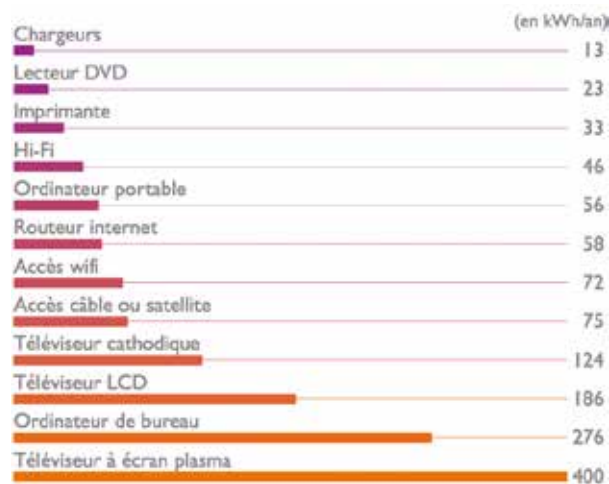 (en kWh/an)
Chargeurs
13
Lecteur DVD
23
Imprimante
33
Hi-Fi
46
Ordinateur portable
56
Routeur internet
58
Accès wifi
72
Accès câble ou satellite
75
Téléviseur cathodique
124
Téléviseur LCD
186
Ordinateur de bureau
276
Téléviseur à écran plasma
400